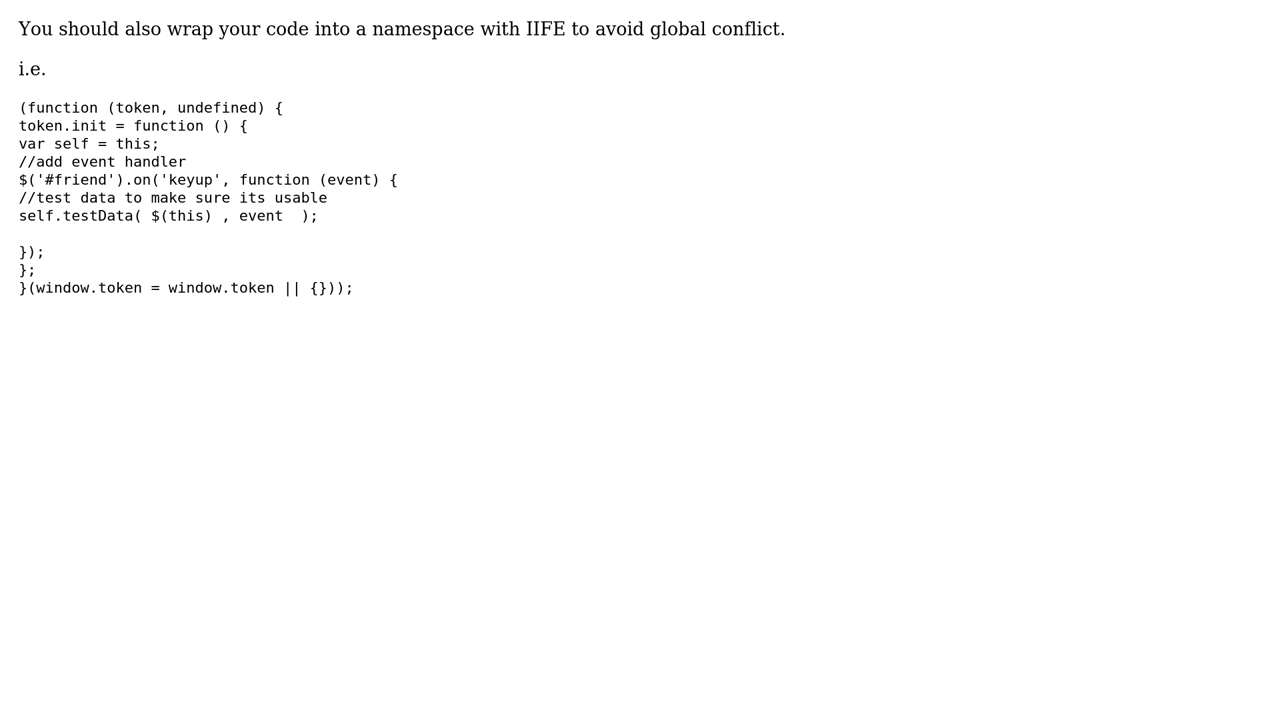 You should also wrap your code into a namespace with IIFE to avoid global conflict.
i.e.
(function (token, undefined) {
token.init = function () {
var self = this;
//add event handler
$('#friend').on('keyup', function (event) {
//test data to make sure its usable
self.testData( $(this) , event  );
});
};
}(window.token = window.token || {}));